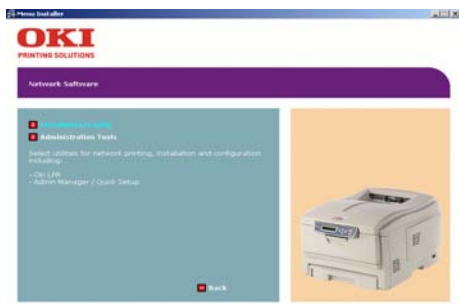 Menu Installer
OKI
PRINTING SOLUTIONS
Network Software
Administration Tools
Select utilities for network printing, installation and configuration
including:
- Oki LPR
- Admin Manager / Quick Setup
Back